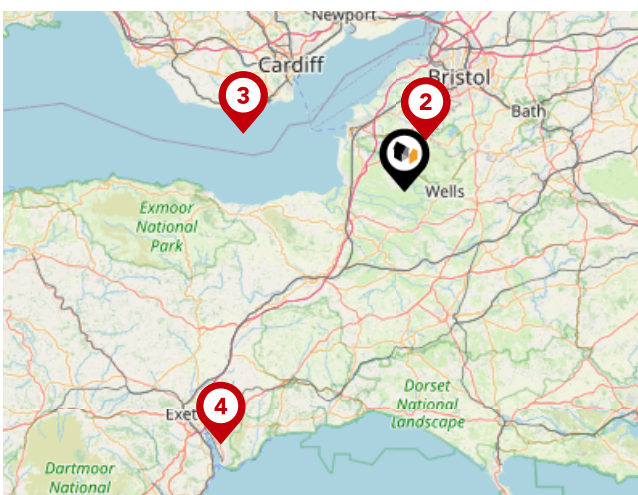 Newport
Cardiff
3
Bristol
2
Bath
Wells
Exmoor
National
Park
Dorset
National
Landscape
4
Exet
Dartmoor
National